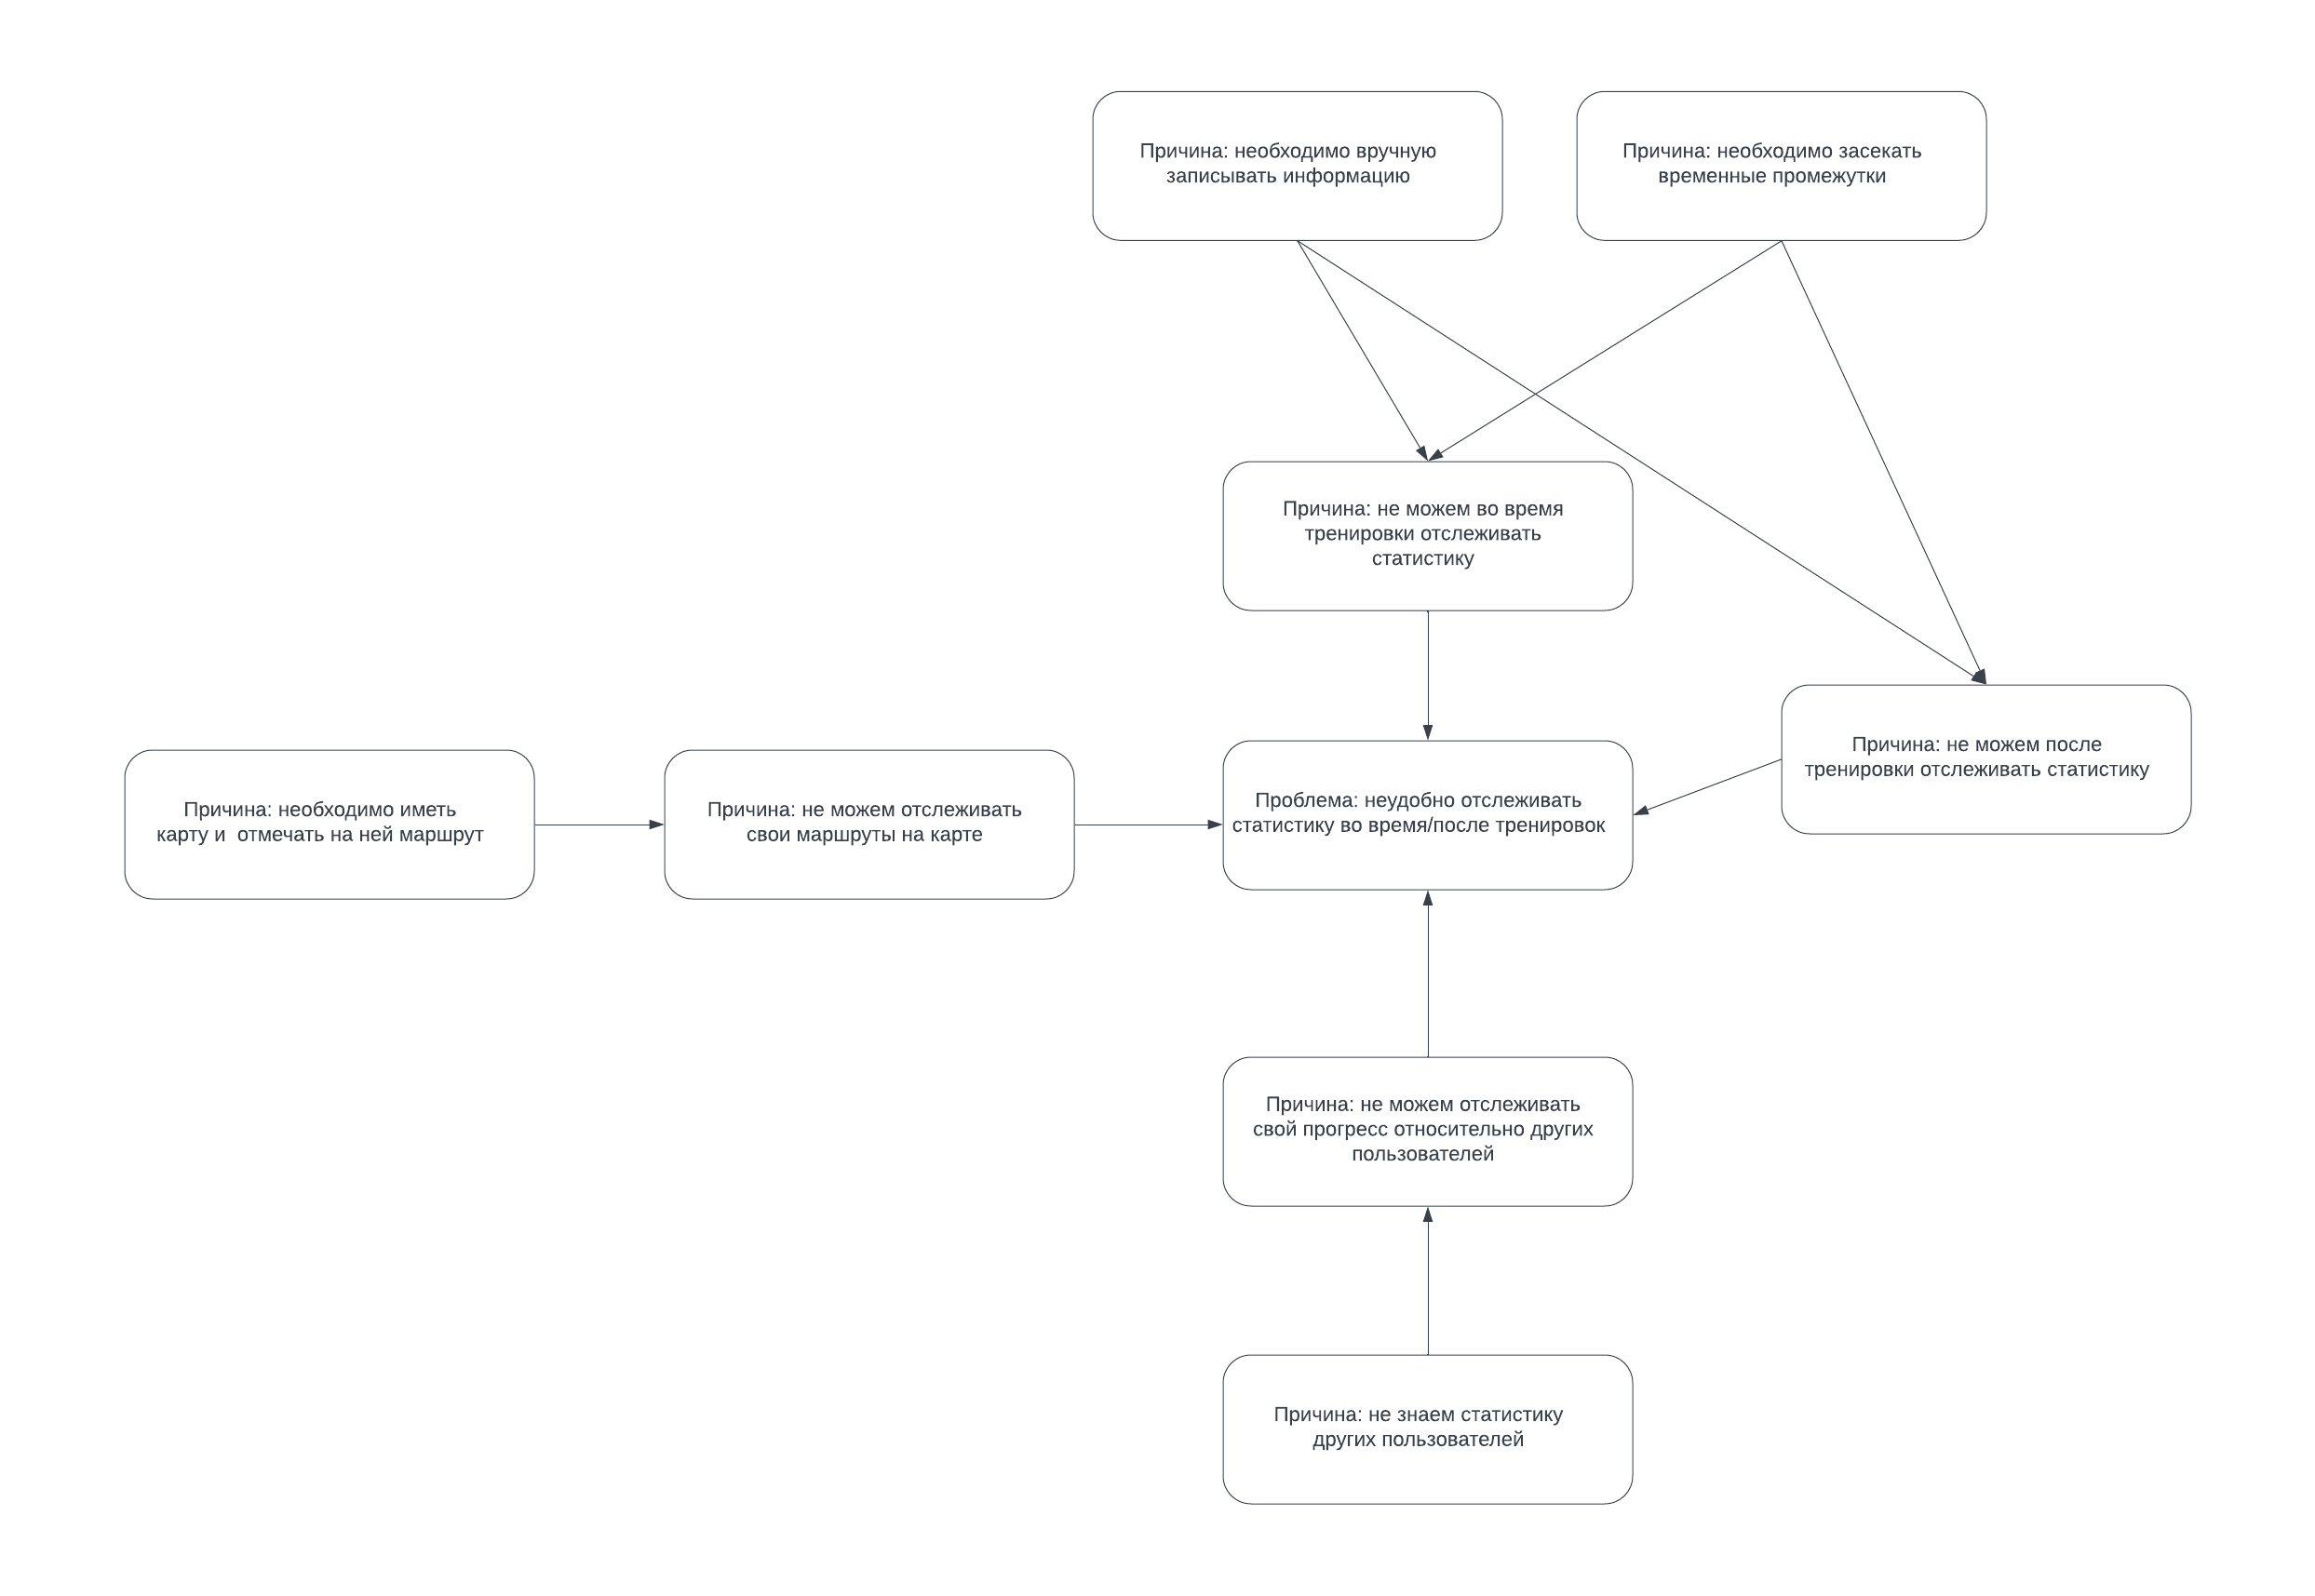 Причина: необходимо вручную
записывать информацию
Причина: необходимо засекать
временные промежутки
Причина: не можем во время
тренировки отслеживать
статистику
Причина: не можем после
тренировки отслеживать статистику
Причина: необходимо иметь
карту и  отмечать на ней маршрут
Причина: не можем отслеживать
свои маршруты на карте
Проблема: неудобно отслеживать
статистику во время/после тренировок
Причина: не можем отслеживать
свой прогресс относительно других
пользователей
Причина: не знаем статистику
других пользователей